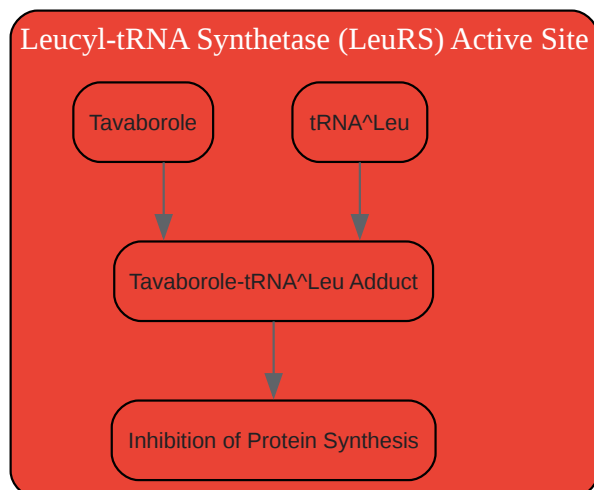 Leucyl-tRNA Synthetase (LeuRS) Active Site
Tavaborole
tRNA^Leu
Tavaborole-tRNA^Leu Adduct
Inhibition of Protein Synthesis